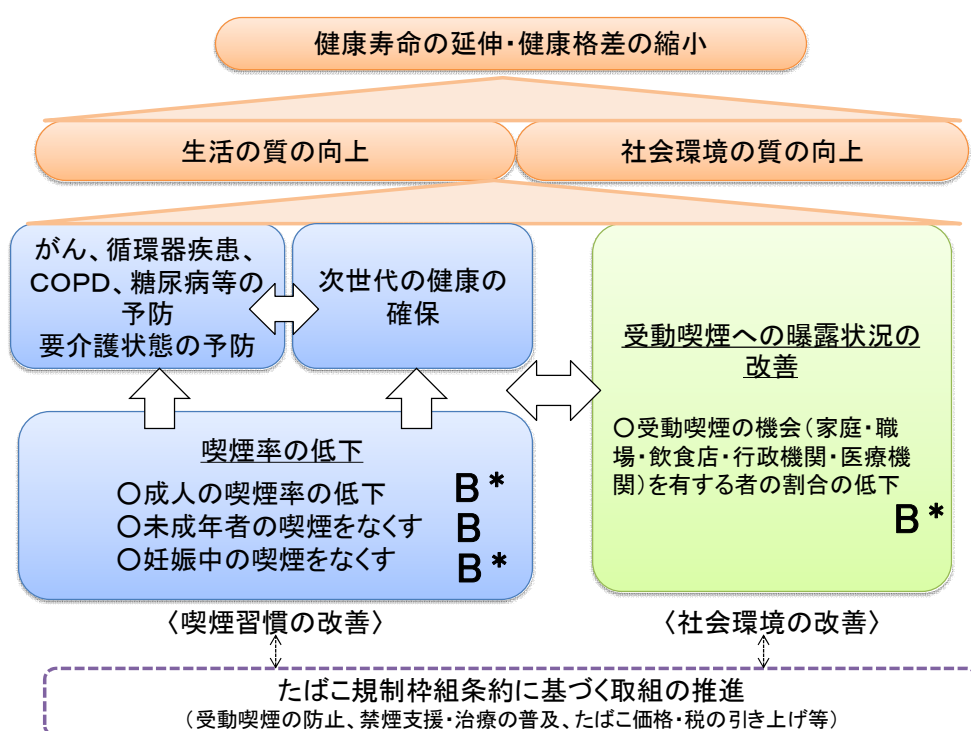 健康寿命の延伸・健康格差の縮小
生活の質の向上
社会環境の質の向上
がん、循環器疾患、
COPD、糖尿病等の
予防
要介護状態の予防
次世代の健康の
確保
受動喫煙への曝露状況の
改善
○受動喫煙の機会（家庭・職
場・飲食店・行政機関・医療機
関）を有する者の割合の低下
B*
喫煙率の低下
○成人の喫煙率の低下 B*
○未成年者の喫煙をなくす B
○妊娠中の喫煙をなくす B*
〈喫煙習慣の改善〉
〈社会環境の改善〉
たばこ規制枠組条約に基づく取組の推進
（受動喫煙の防止、禁煙支援・治療の普及、たばこ価格・税の引き上げ等）